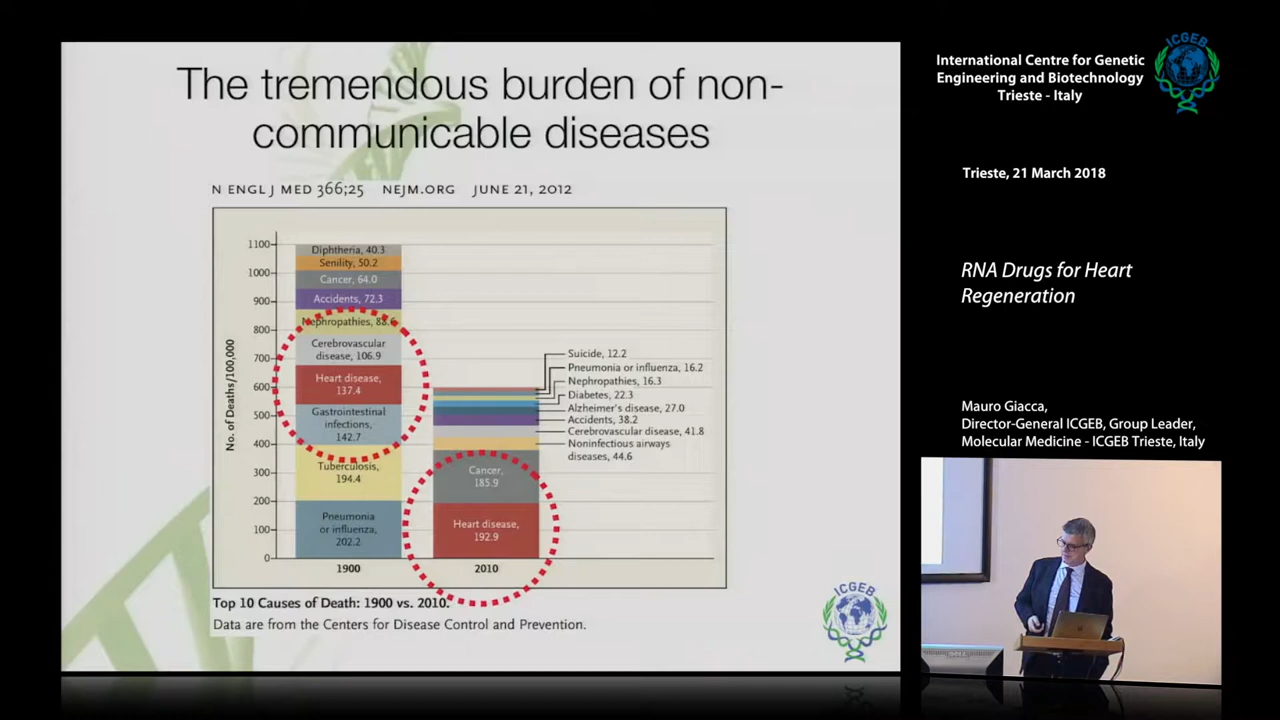 The tremendous burden of non-
communicable diseases
N ENGL J MED 366;25 NEJM.ORG JUNE 21, 2012
No. of Deaths/100,000
1100
1000
900
800
700
600
500
400
300
200
100
0
Diphtheria, 40.3
Senility, 50.2
Cancer, 64.0
Accidents, 72.3
Nephropathies, 88.6
Cerebrovascular
disease, 106.9
Heart disease,
137.4
Gastrointestinal
infections,
142.7
Tuberculosis,
194.4
Pneumonia
or influenza,
202.2
1900
Suicide, 12.2
Pneumonia or influenza, 16.2
Nephropathies, 16.3
Diabetes, 22.3
Alzheimer's disease, 27.0
Accidents, 38.2
Cerebrovascular disease, 41.8
Noninfectious airways
diseases, 44.6
Cancer,
185.9
Heart disease,
192.9
2010
Top 10 Causes of Death: 1900 vs. 2010.
Data are from the Centers for Disease Control and Prevention.
ICGEB
International Centre for Genetic
Engineering and Biotechnology
Trieste - Italy
ICGEB
Trieste, 21 March 2018
RNA Drugs for Heart
Regeneration
Mauro Giacca,
Director-General ICGEB, Group Leader,
Molecular Medicine - ICGEB Trieste, Italy